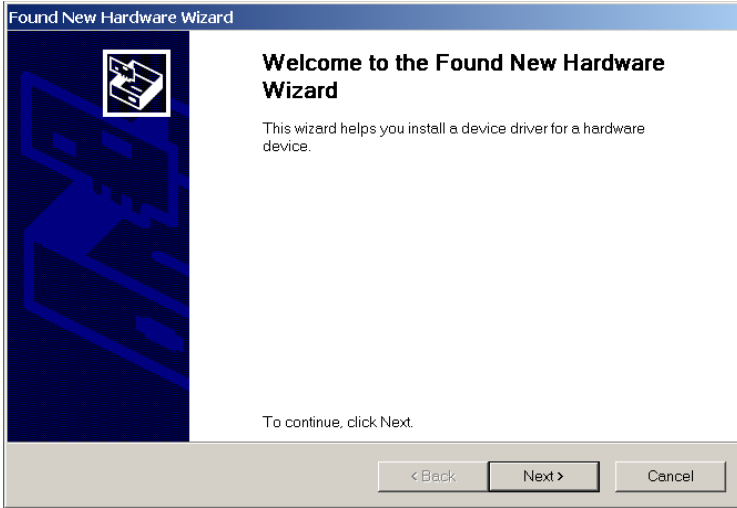 Found New Hardware Wizard
Welcome to the Found New Hardware
Wizard
This wizard helps you install a device driver for a hardware
device.
To continue, click Next.
< Back
Next >
Cancel